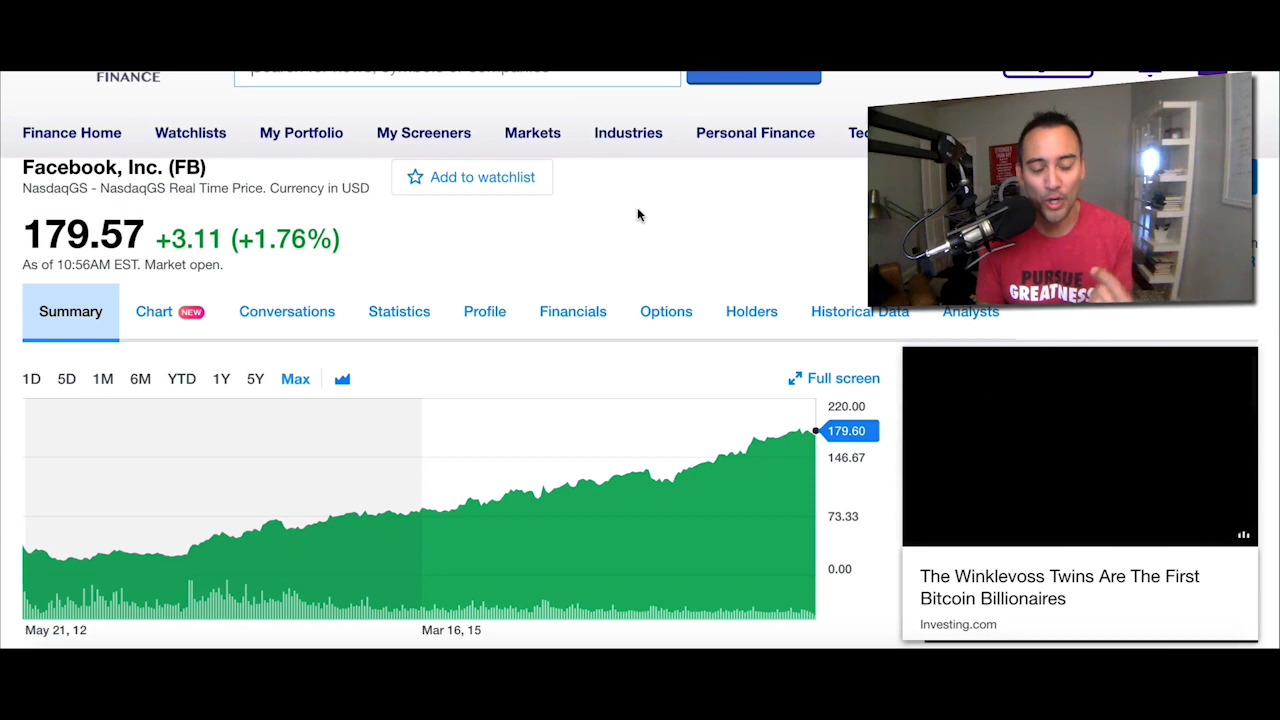 FINANCE
Finance Home Watchlists My Portfolio My Screeners Markets Industries Personal Finance
Facebook, Inc. (FB)
NasdaqGS - NasdaqGS Real Time Price. Currency in USD
Add to watchlist
179.57 +3.11 (+1.76%)
As of 10:56AM EST. Market open.
PURSUE
GREATNESS
Summary Chart NEW Conversations Statistics Profile Financials Options Holders Historical Data Analysts
1D 5D 1M 6M YTD 1Y 5Y Max Full screen
220.00
179.60
146.67
73.33
0.00
May 21, 12 Mar 16, 15
The Winklevoss Twins Are The First
Bitcoin Billionaires
Investing.com